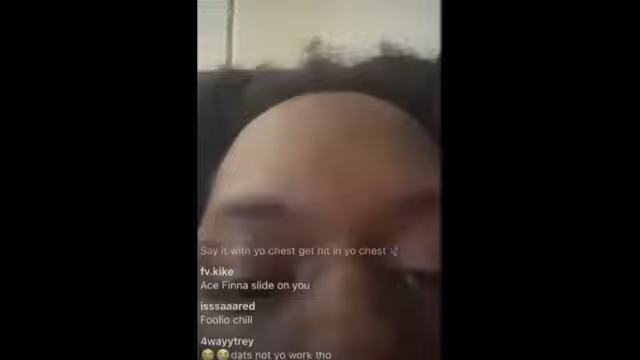 Say it with yo chest get hit in yo chest
fv.kike
Ace Finna slide on you
isssaaared
Foolio chill
4wayytrey
😭😭dats not yo work tho